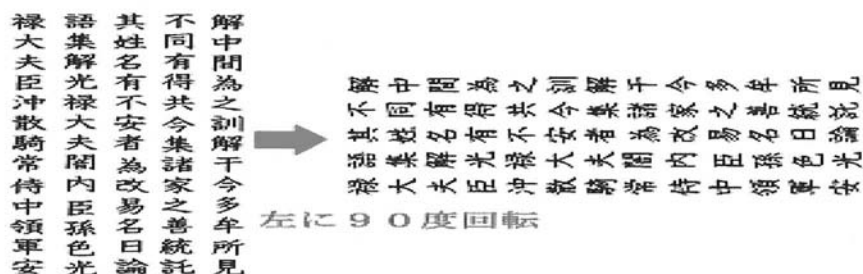 解中間為之訓解干今多牟所見
不同有得共今集諸家之善統託
其姓名有不安者為改易名日論
語集解光禄大夫閤内臣孫色光
禄大夫臣沖散騎常侍中領軍安
解中間為之訓解干今多牟所見
不同有得共今集諸家之善統託
其姓名有不安者為改易名日論
語集解光禄大夫閤内臣孫色光
禄大夫臣沖散騎常侍中領軍安
左に９０度回転